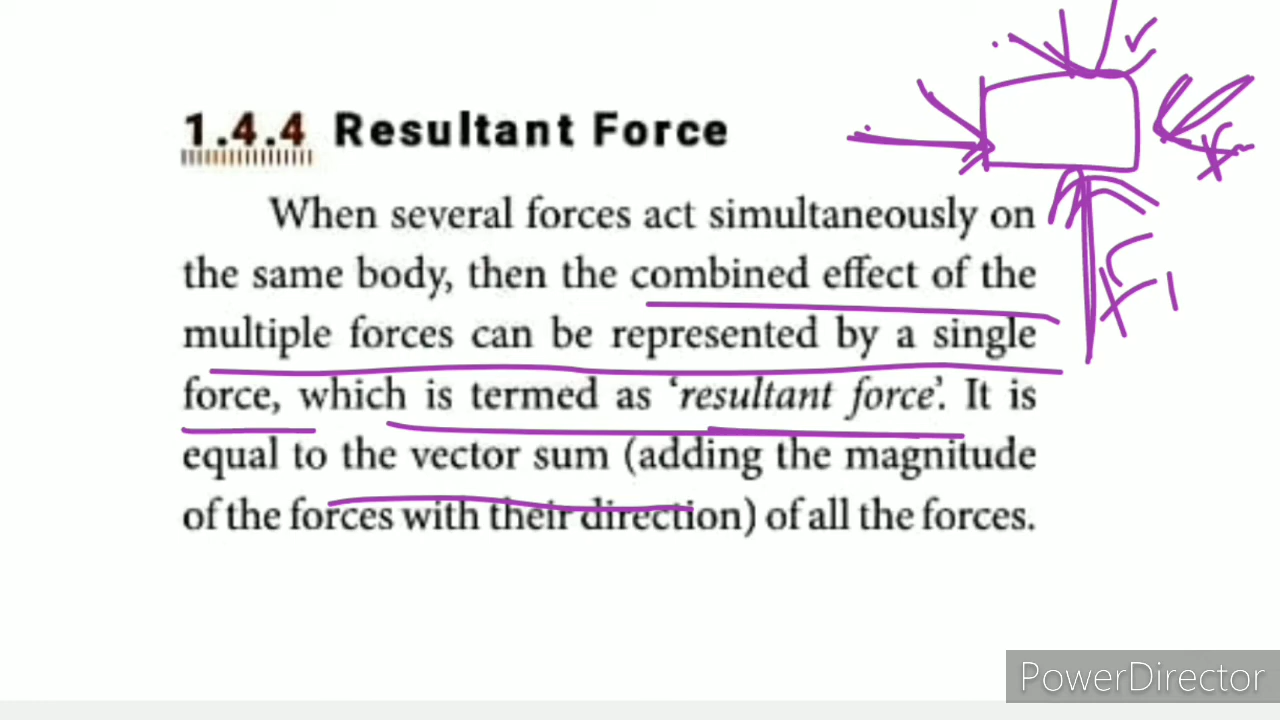 1.4.4 Resultant Force
When several forces act simultaneously on
the same body, then the combined effect of the
multiple forces can be represented by a single
force, which is termed as ‘resultant force’. It is
equal to the vector sum (adding the magnitude
of the forces with their direction) of all the forces.
PowerDirector